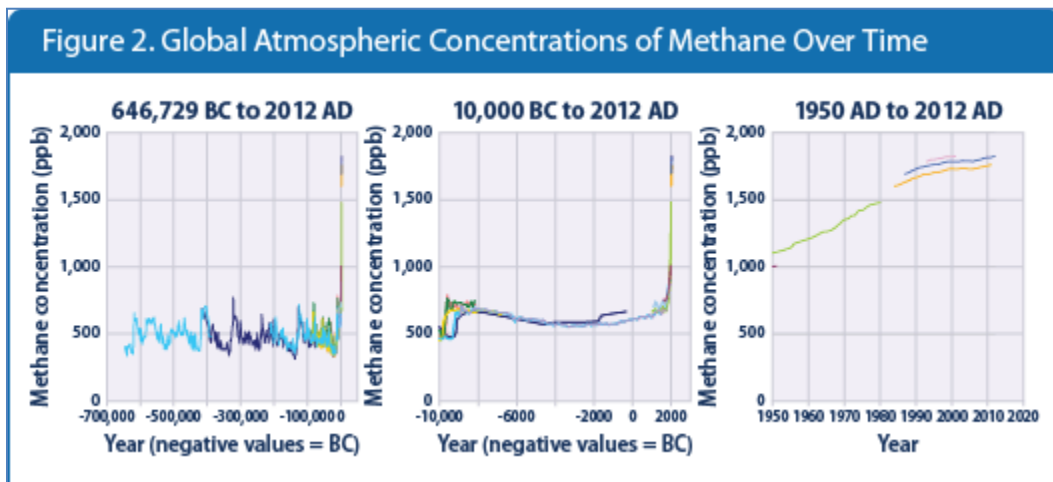 Figure 2. Global Atmospheric Concentrations of Methane Over Time
646,729 BC to 2012 AD
Methane concentration (ppb)
2,000
1,500
1,000
500
0
-700,000 -500,000 -300,000 -100,0000
Year (negative values = BC)
10,000 BC to 2012 AD
Methane concentration (ppb)
2,000
1,500
1,000
500
0
-10,000 -6000 -2000 0 2000
Year (negative values = BC)
1950 AD to 2012 AD
Methane concentration (ppb)
2,000
1,500
1,000
500
0
1950 1960 1970 1980 1990 2000 2010 2020
Year